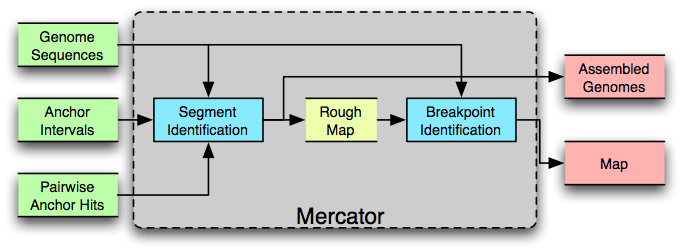 Genome
Sequences
Anchor
Intervals
Pairwise
Anchor Hits
Segment
Identification
Rough
Map
Breakpoint
Identification
Assembled
Genomes
Map
Mercator